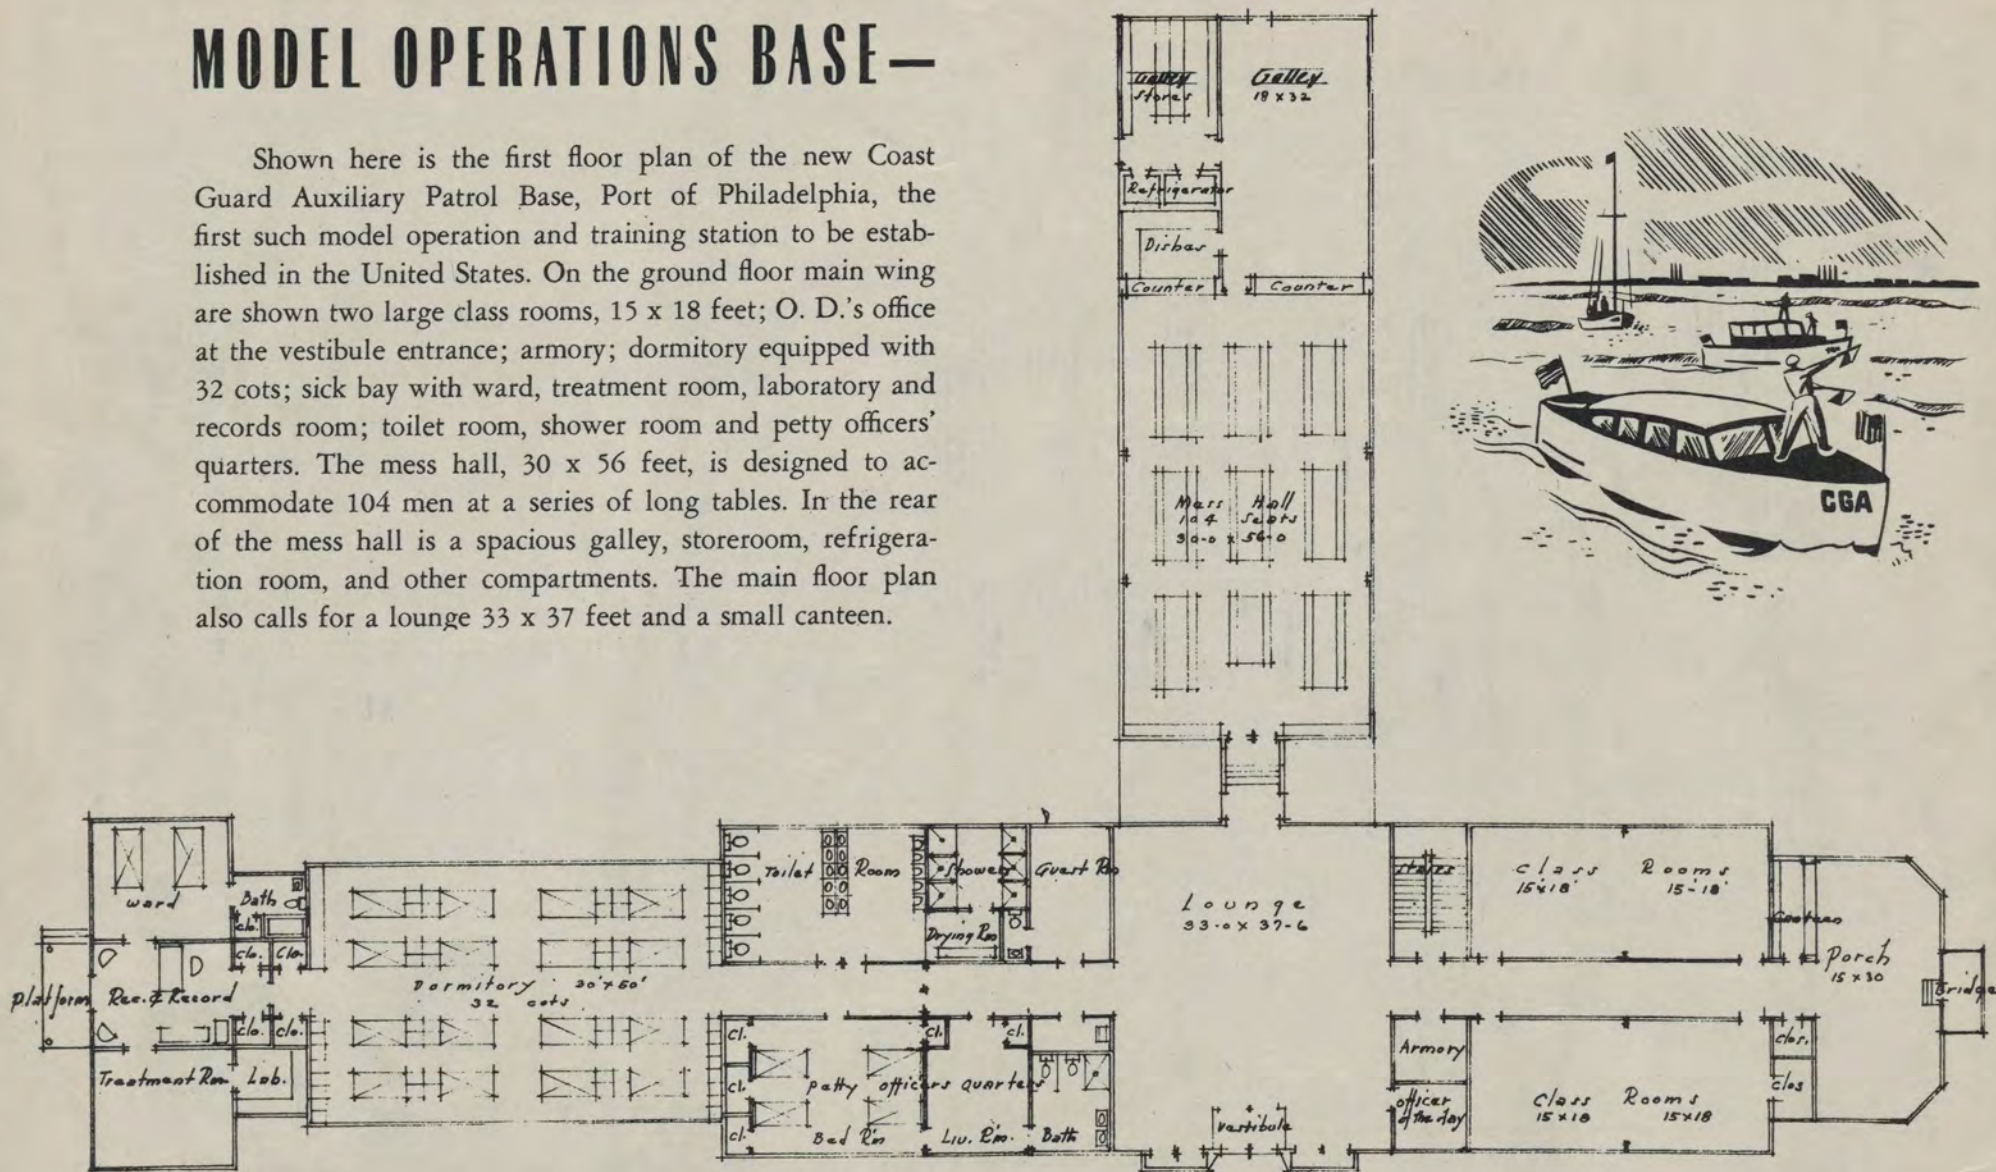 MODEL OPERATIONS BASE—
Shown here is the first floor plan of the new Coast
Guard Auxiliary Patrol Base, Port of Philadelphia, the
first such model operation and training station to be estab-
lished in the United States. On the ground floor main wing
are shown two large class rooms, 15 x 18 feet; O. D.'s office
at the vestibule entrance; armory; dormitory equipped with
32 cots; sick bay with ward, treatment room, laboratory and
records room; toilet room, shower room and petty officers'
quarters. The mess hall, 30 x 56 feet, is designed to ac-
commodate 104 men at a series of long tables. In the rear
of the mess hall is a spacious galley, storeroom, refrigera-
tion room, and other compartments. The main floor plan
also calls for a lounge 33 x 37 feet and a small canteen.
Galley
Stores
Galley
18 x 32
Refrigerator
Dishes
Counter
Counter
Mess Hall
104 Seats
30-0 x 56-0
CGA
ward
Bath
Clo.
Clo.
Clo.
Platform
Rec. & Record
Clo.
Clo.
Treatment Rm
Lab.
Dormitory 30' x 60'
32 cots
Toilet Room
Showers
Drying Rm
Guest Rm
Lounge
33-0 x 37-6
Stairs
Class Rooms
15 x 18 15-18
Canteen
Porch
15 x 30
Bridge
Cl.
Cl.
Cl.
Cl.
Cl.
Petty officers quarters
Bed R'm
Liv. R'm.
Bath
Vestibule
Armory
officer
of the day
Class Rooms
15 x 18 15 x 18
Clos.
Clos